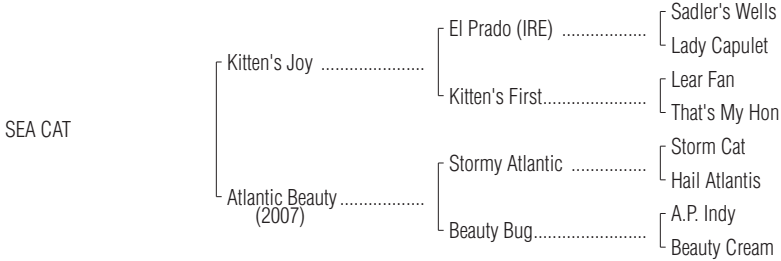 Sadler's Wells
El Prado (IRE) ..................
Lady Capulet
Kitten's Joy ......................
Lear Fan
Kitten's First......................
That's My Hon
SEA CAT
Storm Cat
Stormy Atlantic ................
Hail Atlantis
Atlantic Beauty ..................
(2007)
A.P. Indy
Beauty Bug........................
Beauty Cream